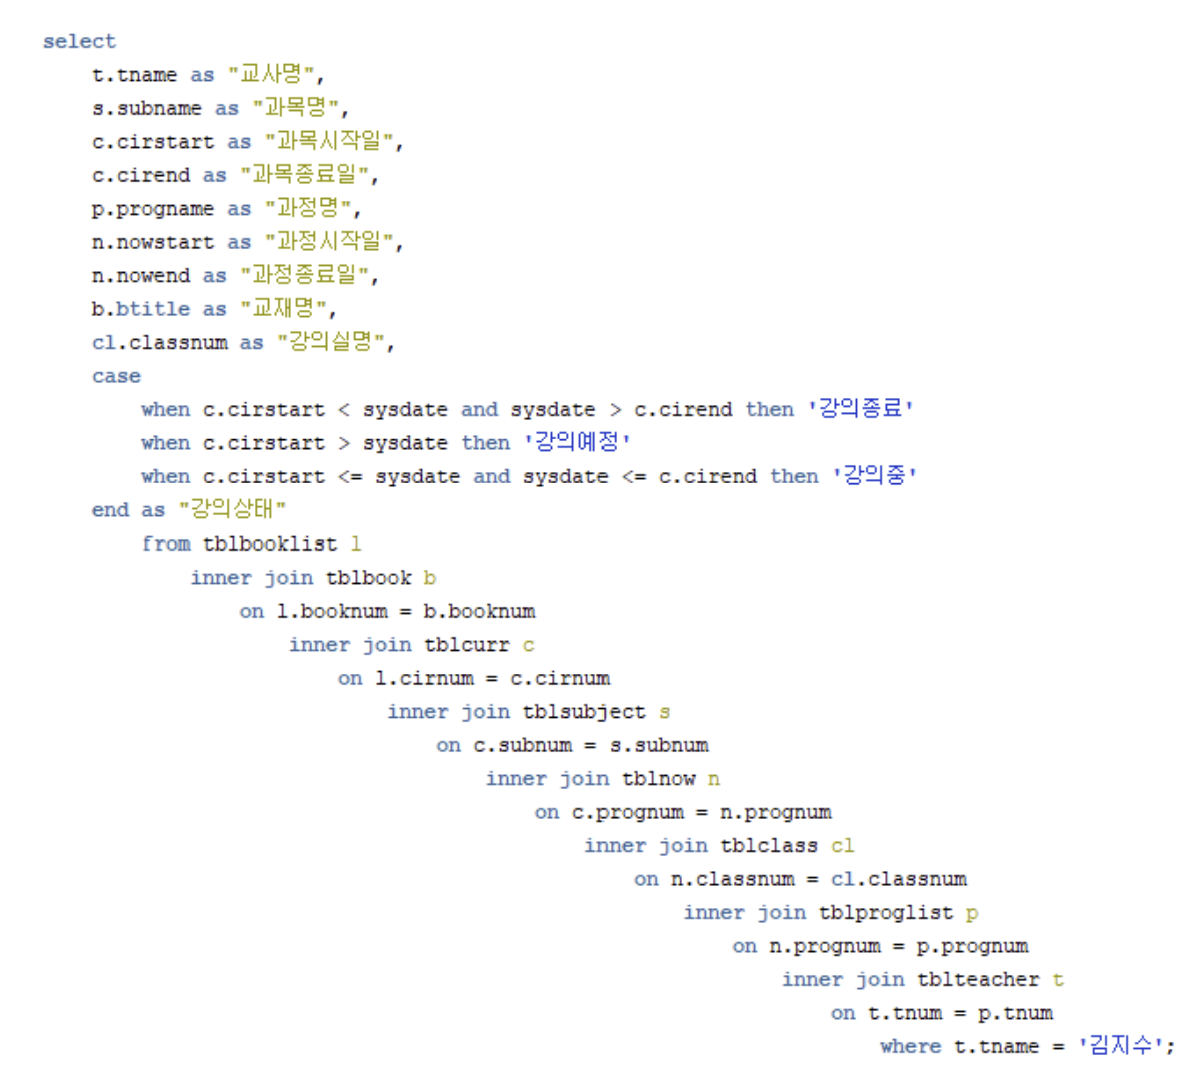 select
t.tname as "교사명",
s.subname as "과목명",
c.cirstart as "과목시작일",
c.cirend as "과목종료일",
p.progname as "과정명",
n.nowstart as "과정시작일",
n.nowend as "과정종료일",
b.btitle as "교재명",
cl.classnum as "강의실명",
case
when c.cirstart < sysdate and sysdate > c.cirend then '강의종료'
when c.cirstart > sysdate then '강의예정'
when c.cirstart <= sysdate and sysdate <= c.cirend then '강의중'
end as "강의상태"
from tblbooklist l
inner join tblbook b
on l.booknum = b.booknum
inner join tblcurr c
on l.cirnum = c.cirnum
inner join tblsubject s
on c.subnum = s.subnum
inner join tblnow n
on c.prognum = n.prognum
inner join tblclass cl
on n.classnum = cl.classnum
inner join tblproglist p
on n.prognum = p.prognum
inner join tblteacher t
on t.tnum = p.tnum
where t.tname = '김지수';